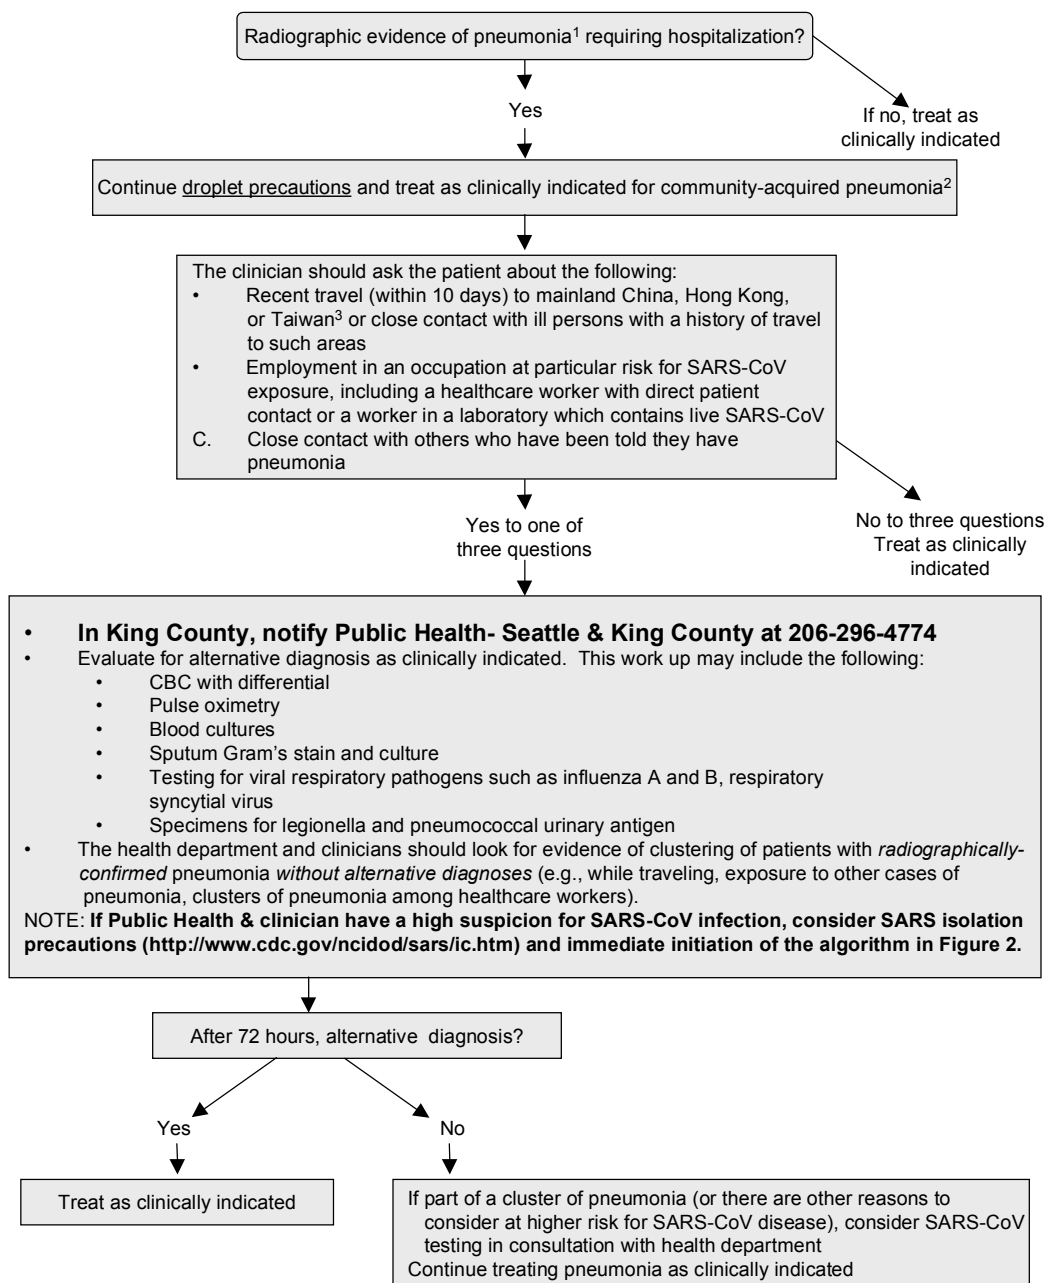 Radiographic evidence of pneumonia1 requiring hospitalization?
Yes
If no, treat as
clinically indicated
Continue droplet precautions and treat as clinically indicated for community-acquired pneumonia2
The clinician should ask the patient about the following:
• Recent travel (within 10 days) to mainland China, Hong Kong,
or Taiwan3 or close contact with ill persons with a history of travel
to such areas
• Employment in an occupation at particular risk for SARS-CoV
exposure, including a healthcare worker with direct patient
contact or a worker in a laboratory which contains live SARS-CoV
C. Close contact with others who have been told they have
pneumonia
Yes to one of
three questions
No to three questions
Treat as clinically
indicated
• In King County, notify Public Health- Seattle & King County at 206-296-4774
• Evaluate for alternative diagnosis as clinically indicated. This work up may include the following:
• CBC with differential
• Pulse oximetry
• Blood cultures
• Sputum Gram’s stain and culture
• Testing for viral respiratory pathogens such as influenza A and B, respiratory
syncytial virus
• Specimens for legionella and pneumococcal urinary antigen
• The health department and clinicians should look for evidence of clustering of patients with radiographically-
confirmed pneumonia without alternative diagnoses (e.g., while traveling, exposure to other cases of
pneumonia, clusters of pneumonia among healthcare workers).
NOTE: If Public Health & clinician have a high suspicion for SARS-CoV infection, consider SARS isolation
precautions (http://www.cdc.gov/ncidod/sars/ic.htm) and immediate initiation of the algorithm in Figure 2.
After 72 hours, alternative diagnosis?
Yes
No
Treat as clinically indicated
If part of a cluster of pneumonia (or there are other reasons to
consider at higher risk for SARS-CoV disease), consider SARS-CoV
testing in consultation with health department
Continue treating pneumonia as clinically indicated